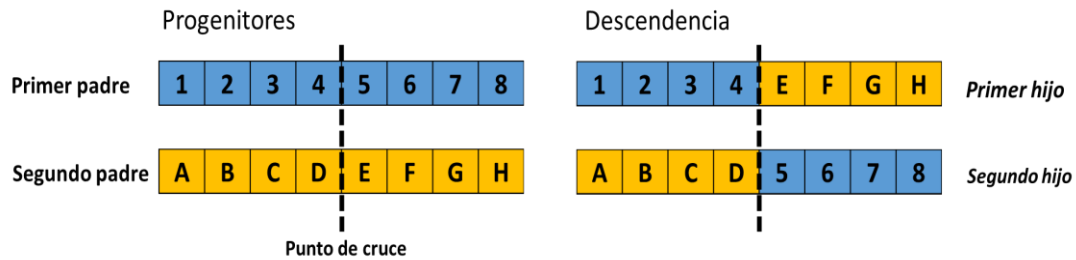 Progenitores
Descendencia
Primer padre 1 2 3 4 5 6 7 8
1 2 3 4 E F G H Primer hijo
Segundo padre A B C D E F G H
A B C D 5 6 7 8 Segundo hijo
Punto de cruce